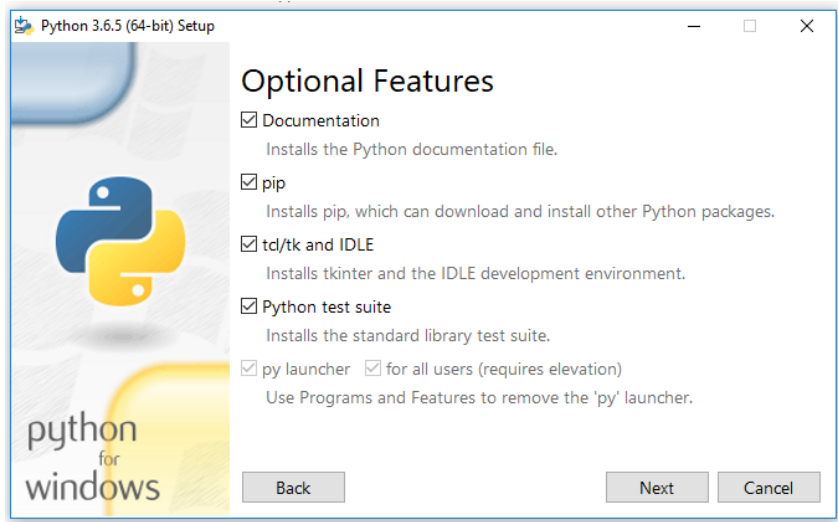 Python 3.6.5 (64-bit) Setup
Optional Features
Documentation
Installs the Python documentation file.
pip
Installs pip, which can download and install other Python packages.
tcl/tk and IDLE
Installs tkinter and the IDLE development environment.
Python test suite
Installs the standard library test suite.
py launcher for all users (requires elevation)
Use Programs and Features to remove the 'py' launcher.
python
for
windows
Back Next Cancel